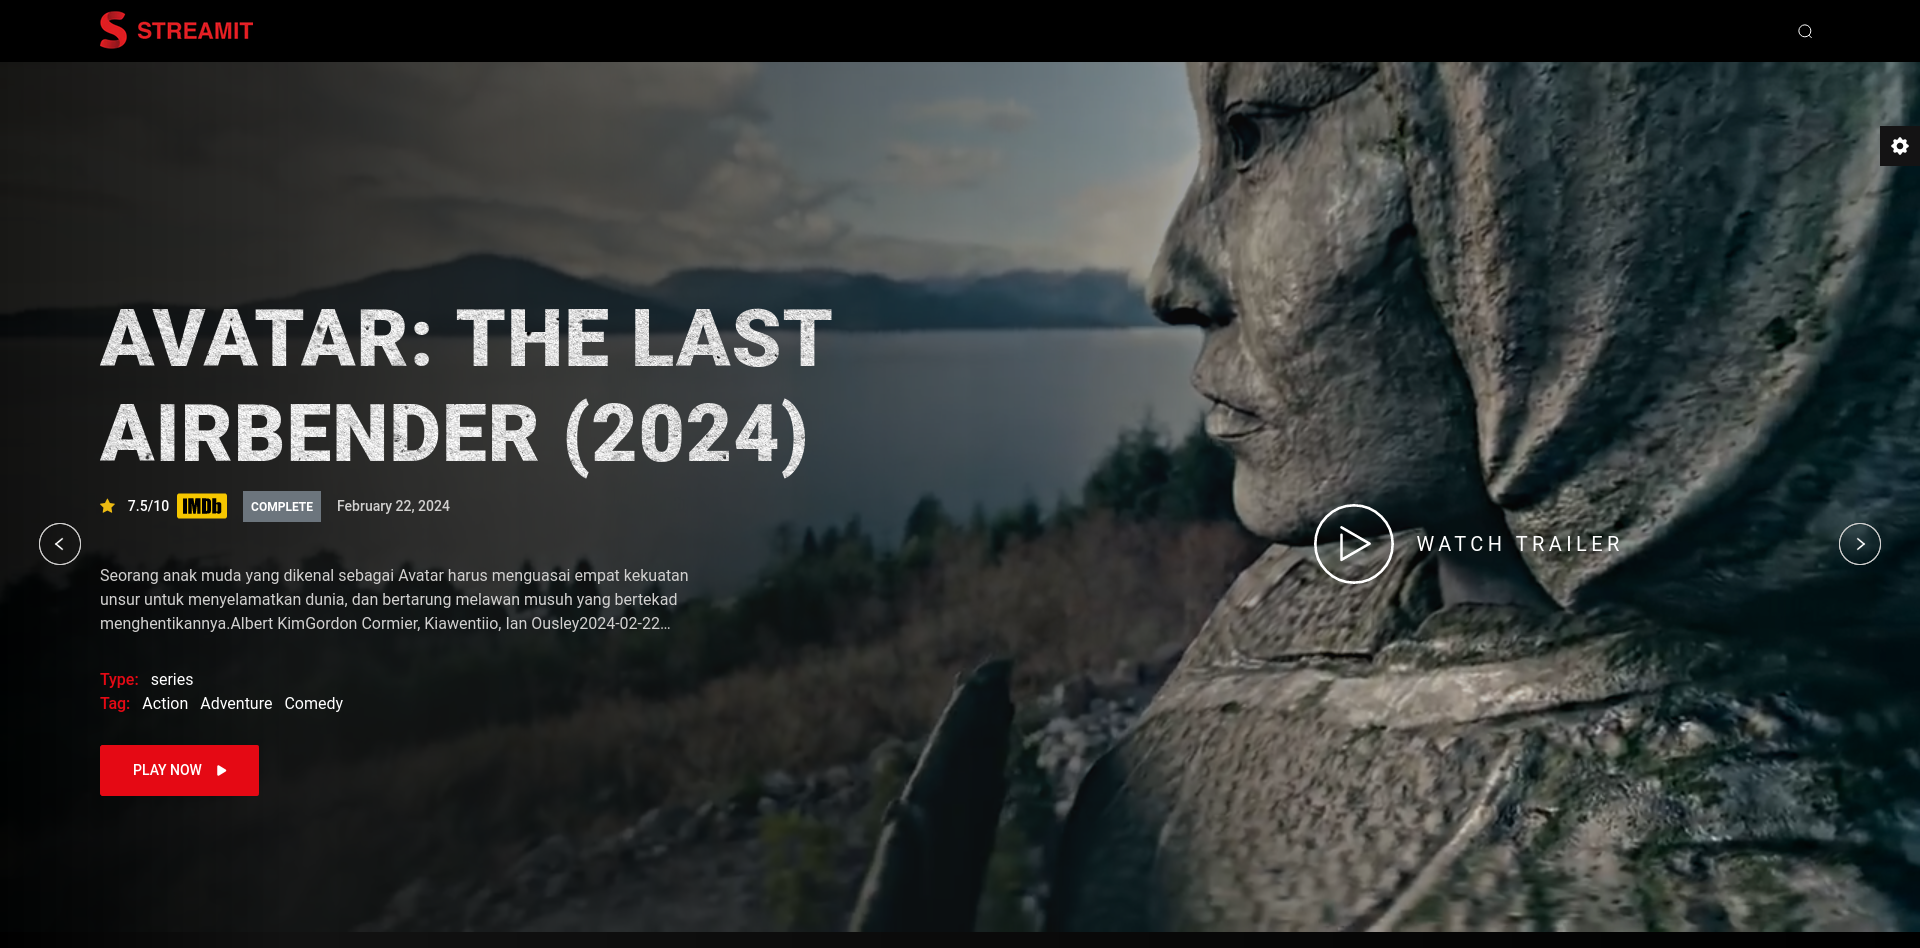 STREAMIT
AVATAR: THE LAST
AIRBENDER (2024)
7.5/10 IMDb COMPLETE February 22, 2024
WATCH TRAILER
Seorang anak muda yang dikenal sebagai Avatar harus menguasai empat kekuatan
unsur untuk menyelamatkan dunia, dan bertarung melawan musuh yang bertekad
menghentikannya.Albert KimGordon Cormier, Kiawentiio, Ian Ousley2024-02-22...
Type: series
Tag: Action Adventure Comedy
PLAY NOW